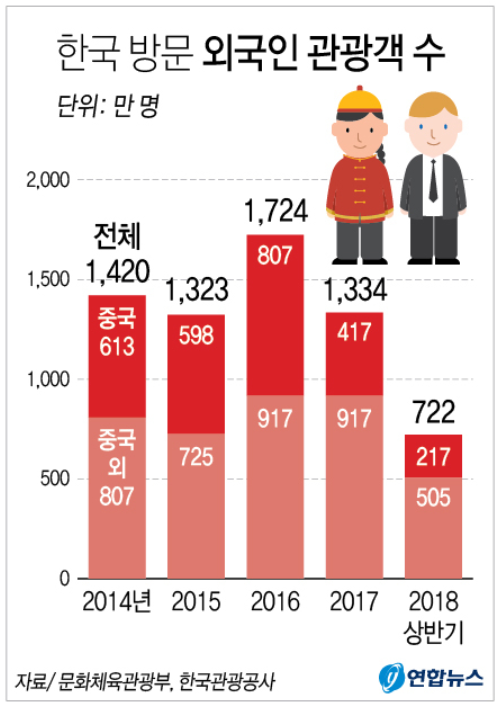 한국 방문 외국인 관광객 수
단위: 만 명
2,000
1,500
1,000
500
0
전체
1,420
중국
613
중국
외
807
1,323
598
725
1,724
807
917
1,334
417
917
722
217
505
2014년
2015
2016
2017
2018
상반기
자료/ 문화체육관광부, 한국관광공사
연합뉴스